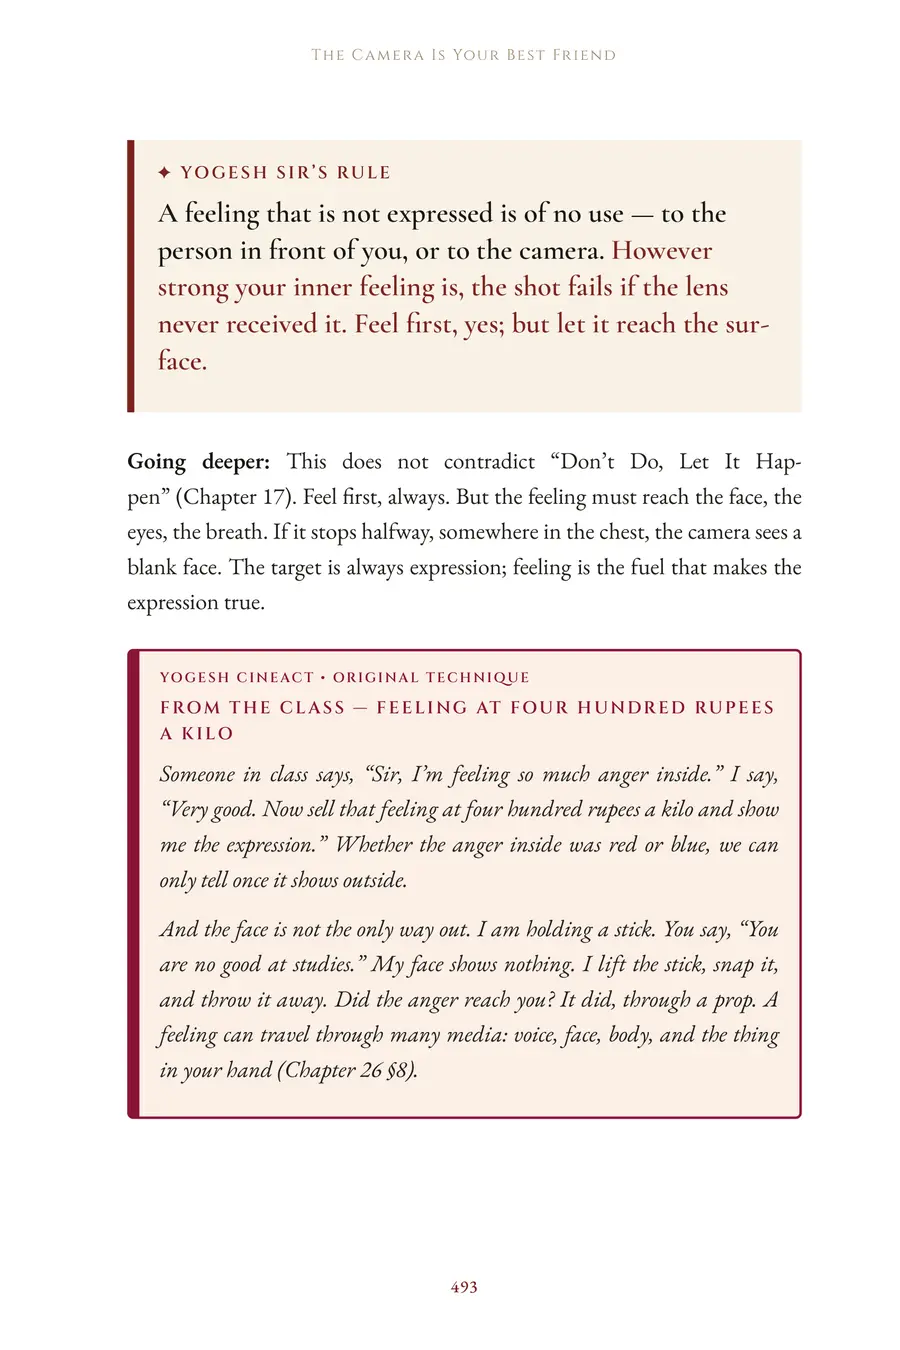 The Camera Is Your Best Friend
✦ YOGESH SIR’S RULE
A feeling that is not expressed is of no use — to the
person in front of you, or to the camera. However
strong your inner feeling is, the shot fails if the lens
never received it. Feel first, yes; but let it reach the sur-
face.
Going deeper: This does not contradict “Don’t Do, Let It Hap-
pen” (Chapter 17). Feel first, always. But the feeling must reach the face, the
eyes, the breath. If it stops halfway, somewhere in the chest, the camera sees a
blank face. The target is always expression; feeling is the fuel that makes the
expression true.
YOGESH CINEACT • ORIGINAL TECHNIQUE
FROM THE CLASS — FEELING AT FOUR HUNDRED RUPEES
A KILO
Someone in class says, “Sir, I’m feeling so much anger inside.” I say,
“Very good. Now sell that feeling at four hundred rupees a kilo and show
me the expression.” Whether the anger inside was red or blue, we can
only tell once it shows outside.
And the face is not the only way out. I am holding a stick. You say, “You
are no good at studies.” My face shows nothing. I lift the stick, snap it,
and throw it away. Did the anger reach you? It did, through a prop. A
feeling can travel through many media: voice, face, body, and the thing
in your hand (Chapter 26 §8).
493